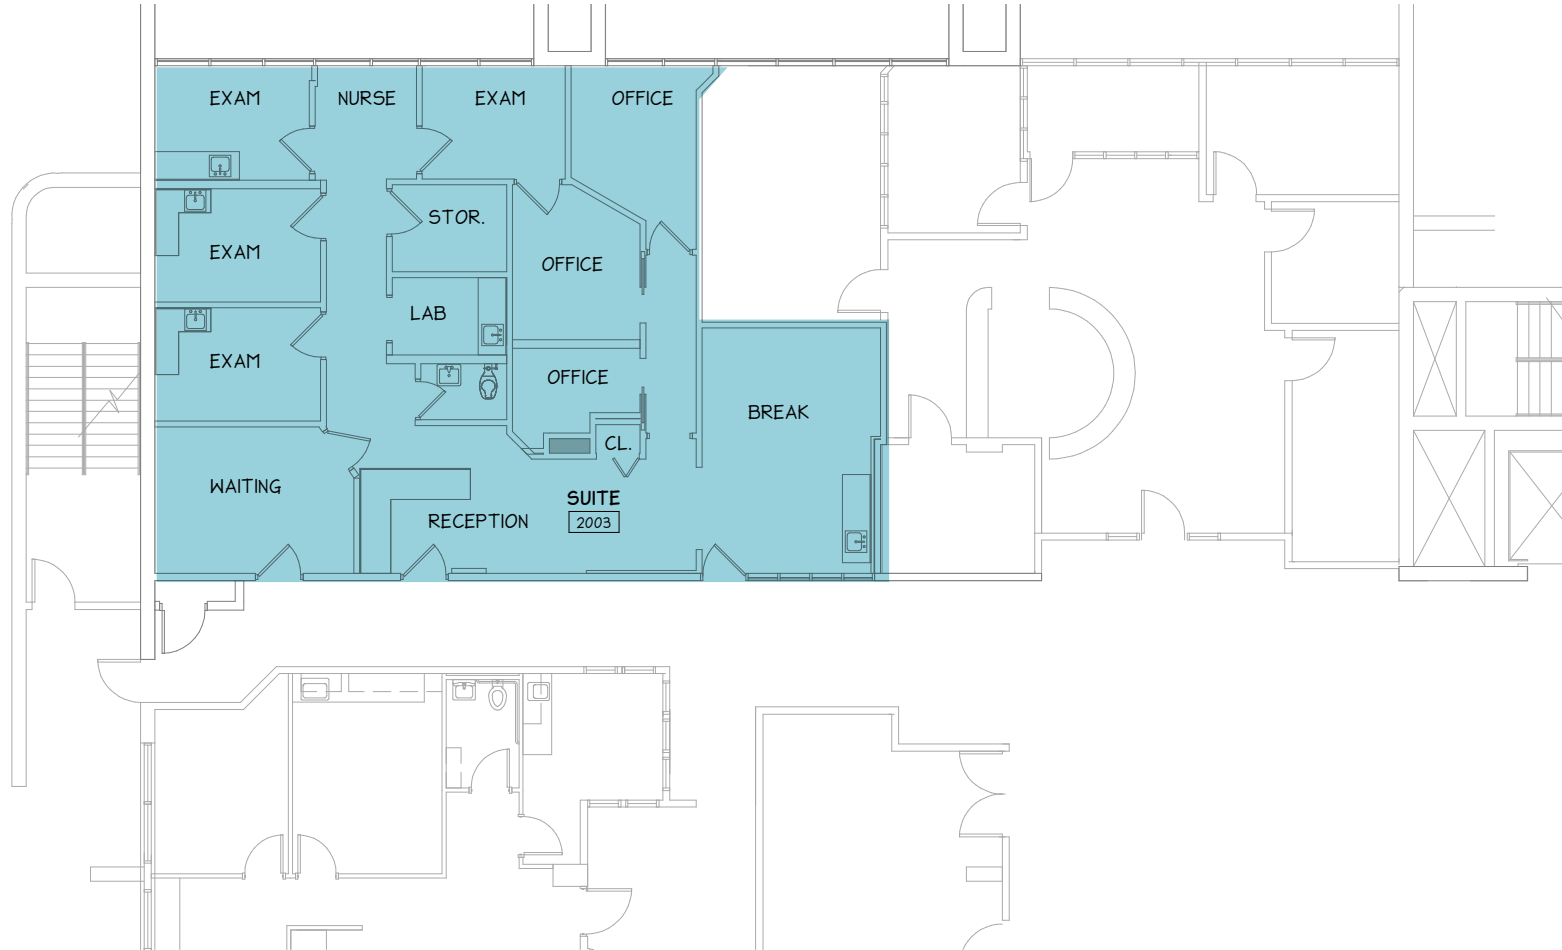 EXAM
NURSE
EXAM
OFFICE
STOR.
EXAM
OFFICE
LAB
EXAM
OFFICE
BREAK
CL.
WAITING
SUITE
RECEPTION
2003